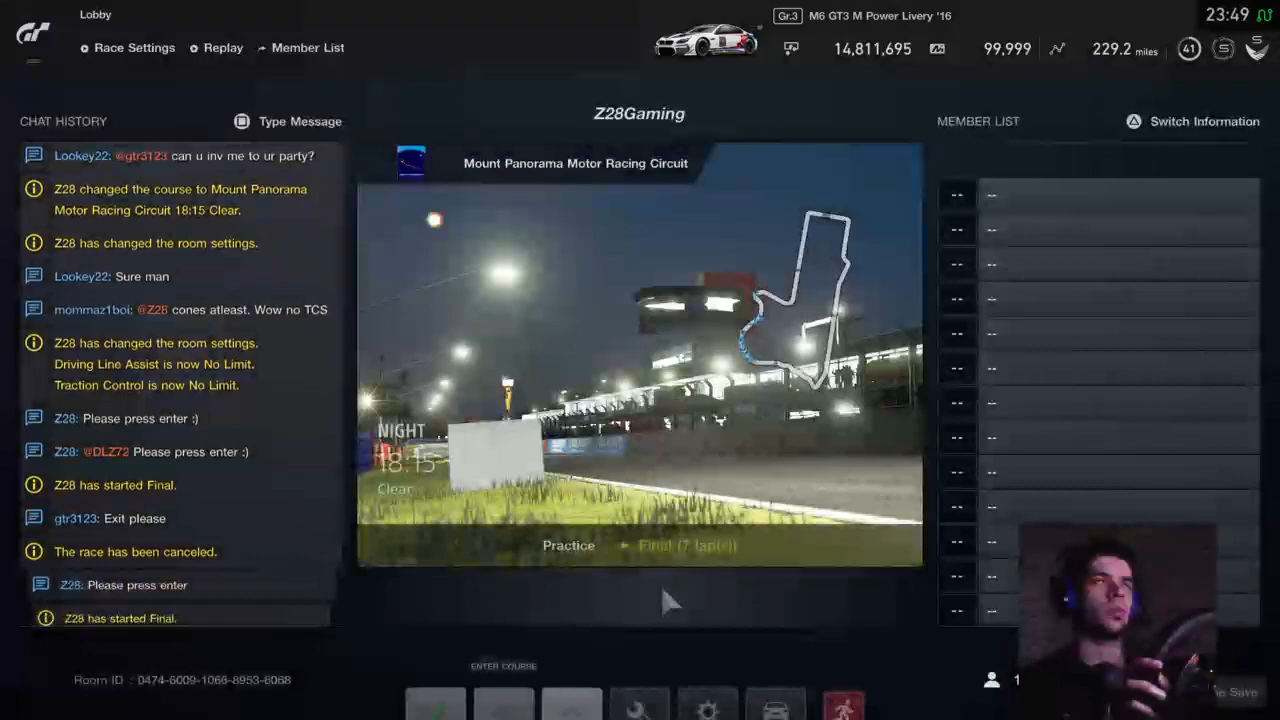 Lobby
Gr.3 M6 GT3 M Power Livery '16
23:49
Race Settings Replay Member List
14,811,695 99,999 229.2 miles 41 S S
CHAT HISTORY Type Message
Z28Gaming
MEMBER LIST Switch Information
Mount Panorama Motor Racing Circuit
Lookey22: @gtr3123 can u inv me to ur party?
Z28 changed the course to Mount Panorama
Motor Racing Circuit 18:15 Clear.
Z28 has changed the room settings.
Lookey22: Sure man
mommaz1boi: @Z28 cones atleast. Wow no TCS
Z28 has changed the room settings.
Driving Line Assist is now No Limit.
Traction Control is now No Limit.
Z28: Please press enter :)
Z28: @DLZ72 Please press enter :)
Z28 has started Final.
gtr3123: Exit please
The race has been canceled.
Z28: Please press enter
Z28 has started Final.
NIGHT
18:15
Clear
Practice Final (7 laps)
-- --
-- --
-- --
-- --
-- --
-- --
-- --
-- --
-- --
-- --
-- --
-- --
-- --
ENTER COURSE
Room ID : 0474-6009-1066-8953-6068
1
Save